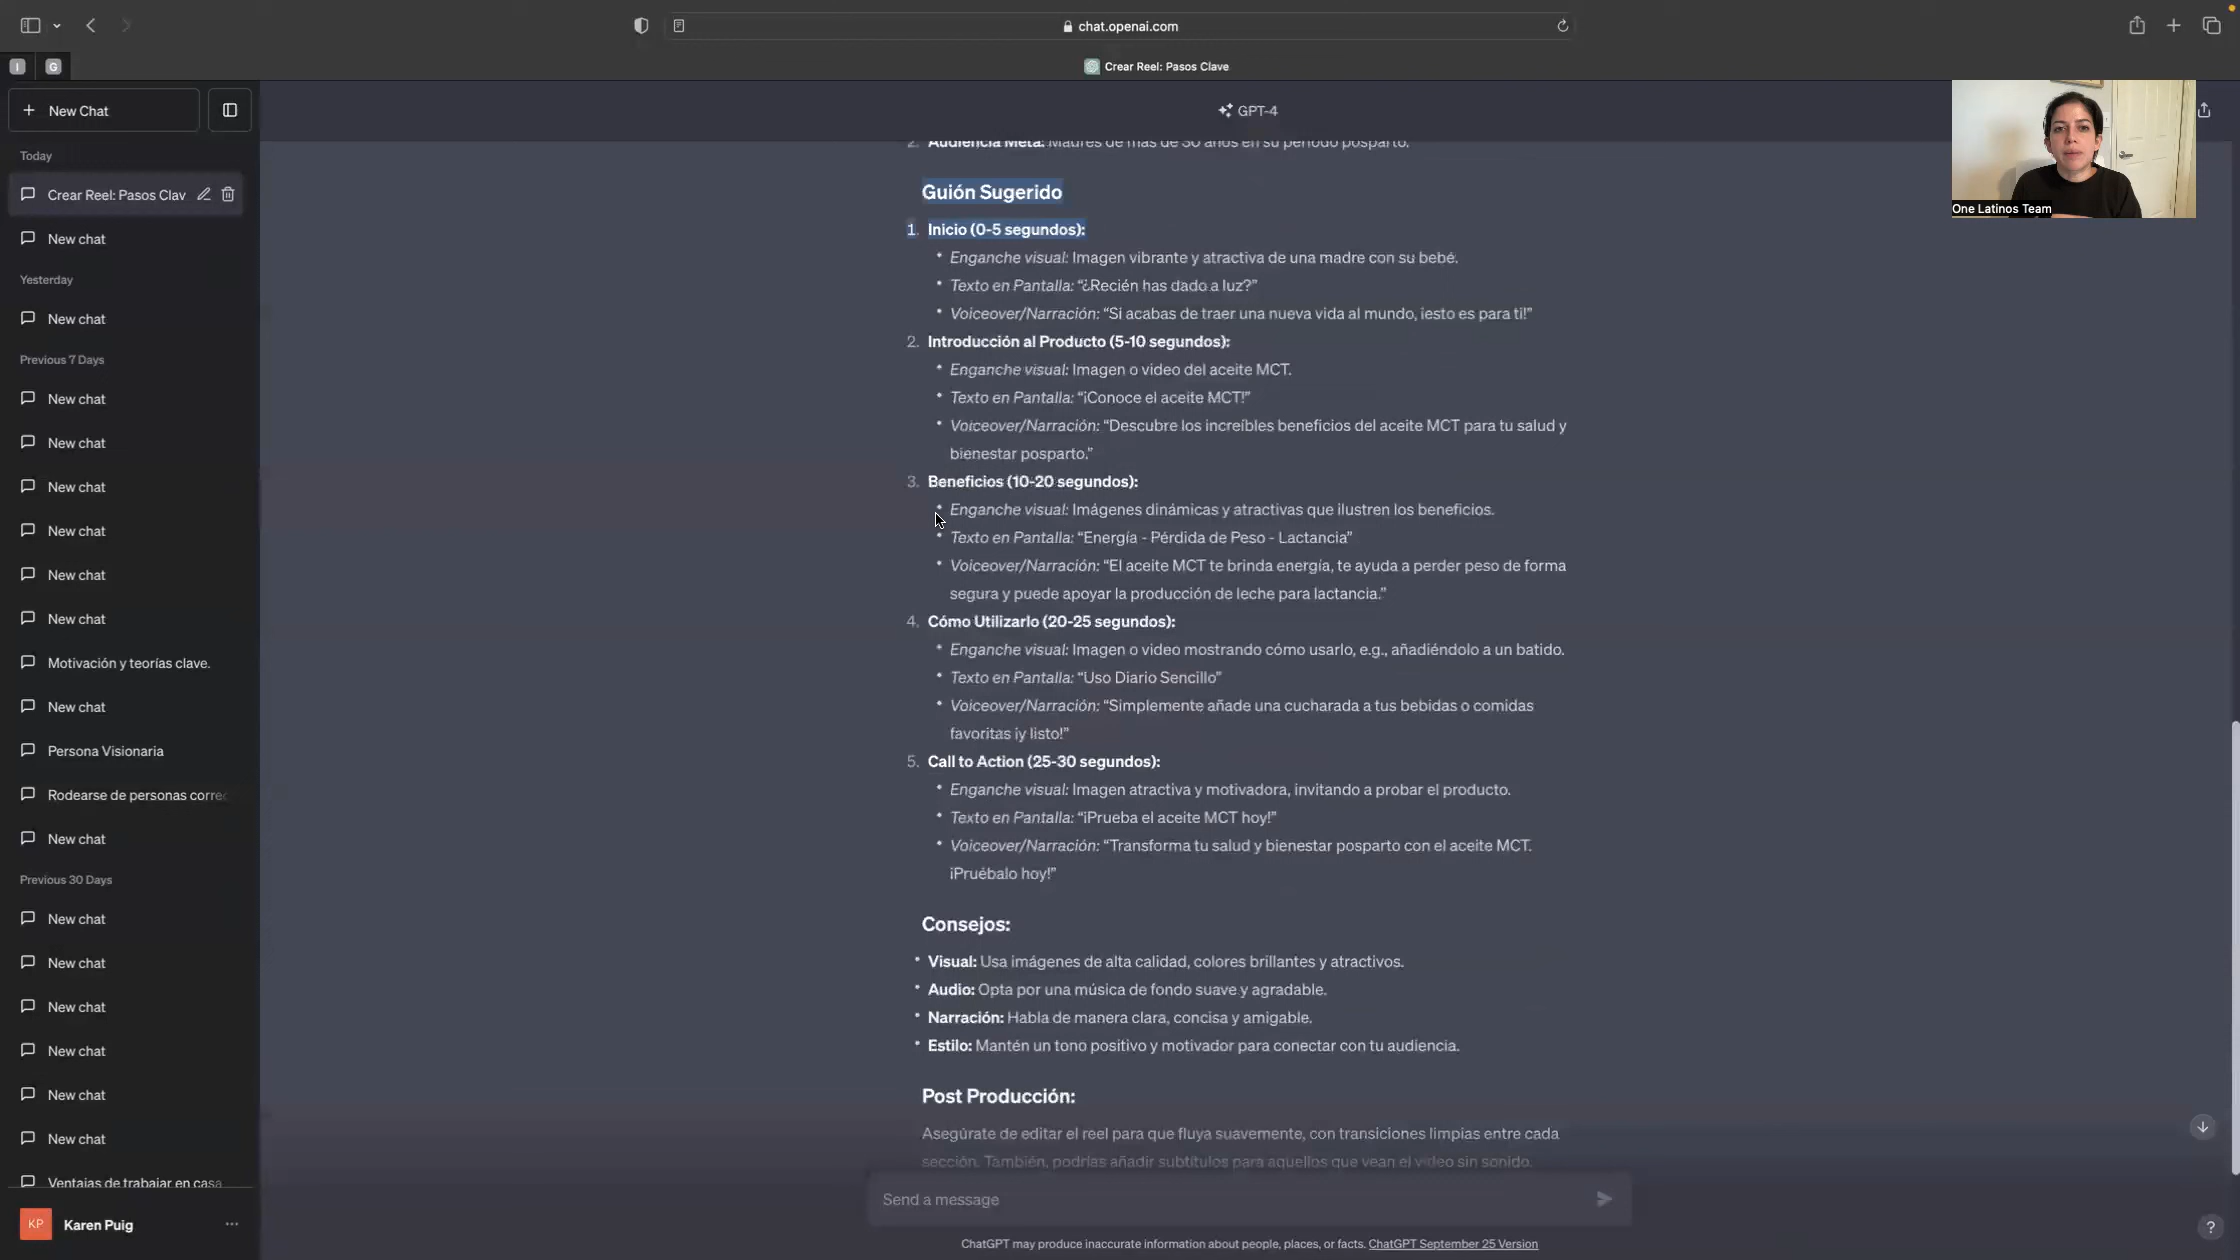 chat.openai.com
I
G
Crear Reel: Pasos Clave
New Chat
Today
Crear Reel: Pasos Clav
New chat
Yesterday
New chat
Previous 7 Days
New chat
New chat
New chat
New chat
New chat
New chat
Motivación y teorías clave.
New chat
Persona Visionaria
Rodearse de personas corre
New chat
Previous 30 Days
New chat
New chat
New chat
New chat
New chat
New chat
Ventajas de trabajar en casa
KP
Karen Puig
GPT-4
One Latinos Team
2. Audiencia Meta: Madres de más de 30 años en su período posparto.
Guión Sugerido
1. Inicio (0-5 segundos):
• Enganche visual: Imagen vibrante y atractiva de una madre con su bebé.
• Texto en Pantalla: “¿Recién has dado a luz?”
• Voiceover/Narración: “Si acabas de traer una nueva vida al mundo, ¡esto es para ti!”
2. Introducción al Producto (5-10 segundos):
• Enganche visual: Imagen o video del aceite MCT.
• Texto en Pantalla: “¡Conoce el aceite MCT!”
• Voiceover/Narración: “Descubre los increíbles beneficios del aceite MCT para tu salud y
bienestar posparto.”
3. Beneficios (10-20 segundos):
• Enganche visual: Imágenes dinámicas y atractivas que ilustren los beneficios.
• Texto en Pantalla: “Energía - Pérdida de Peso - Lactancia”
• Voiceover/Narración: “El aceite MCT te brinda energía, te ayuda a perder peso de forma
segura y puede apoyar la producción de leche para lactancia.”
4. Cómo Utilizarlo (20-25 segundos):
• Enganche visual: Imagen o video mostrando cómo usarlo, e.g., añadiéndolo a un batido.
• Texto en Pantalla: “Uso Diario Sencillo”
• Voiceover/Narración: “Simplemente añade una cucharada a tus bebidas o comidas
favoritas ¡y listo!”
5. Call to Action (25-30 segundos):
• Enganche visual: Imagen atractiva y motivadora, invitando a probar el producto.
• Texto en Pantalla: “¡Prueba el aceite MCT hoy!”
• Voiceover/Narración: “Transforma tu salud y bienestar posparto con el aceite MCT.
¡Pruébalo hoy!”
Consejos:
• Visual: Usa imágenes de alta calidad, colores brillantes y atractivos.
• Audio: Opta por una música de fondo suave y agradable.
• Narración: Habla de manera clara, concisa y amigable.
• Estilo: Mantén un tono positivo y motivador para conectar con tu audiencia.
Post Producción:
Asegúrate de editar el reel para que fluya suavemente, con transiciones limpias entre cada
sección. También, podrías añadir subtítulos para aquellos que vean el video sin sonido.
Send a message
ChatGPT may produce inaccurate information about people, places, or facts. ChatGPT September 25 Version
?